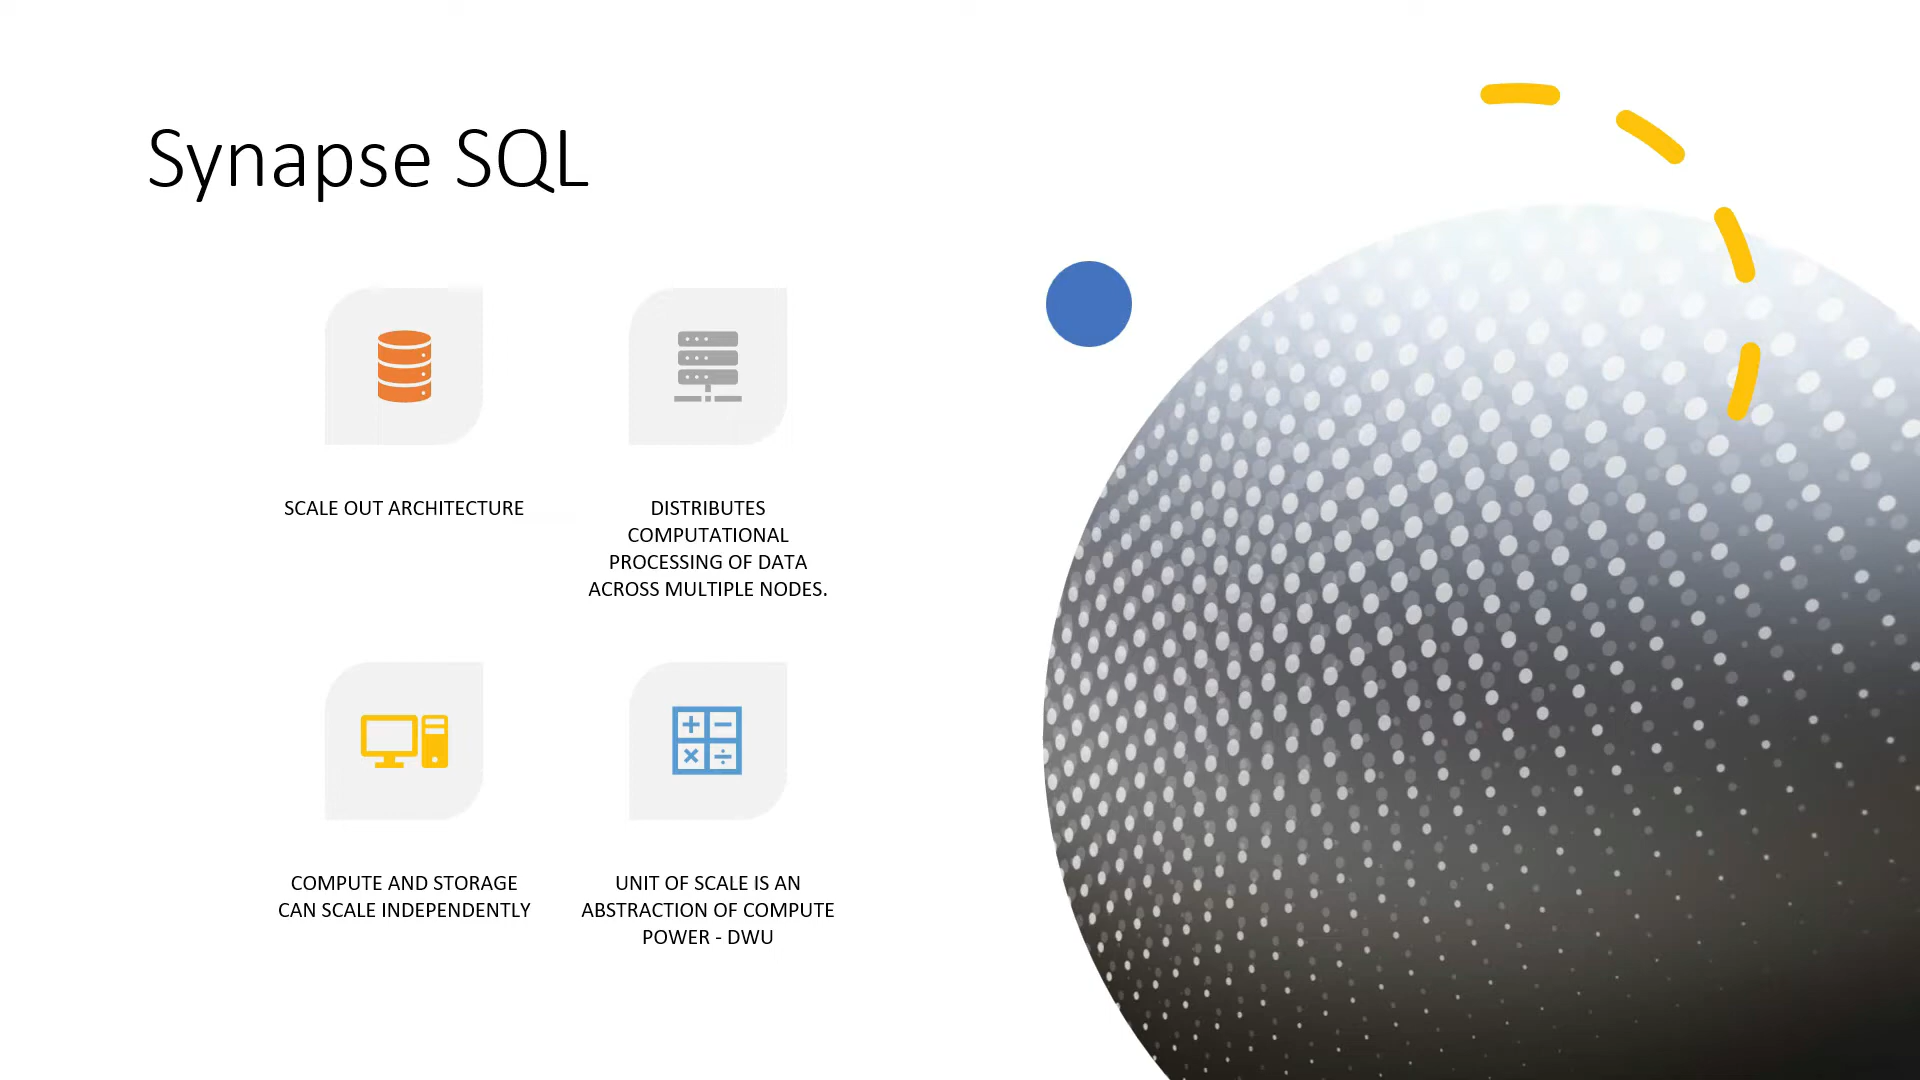 Synapse SQL
SCALE OUT ARCHITECTURE
DISTRIBUTES
COMPUTATIONAL
PROCESSING OF DATA
ACROSS MULTIPLE NODES.
COMPUTE AND STORAGE
CAN SCALE INDEPENDENTLY
UNIT OF SCALE IS AN
ABSTRACTION OF COMPUTE
POWER - DWU